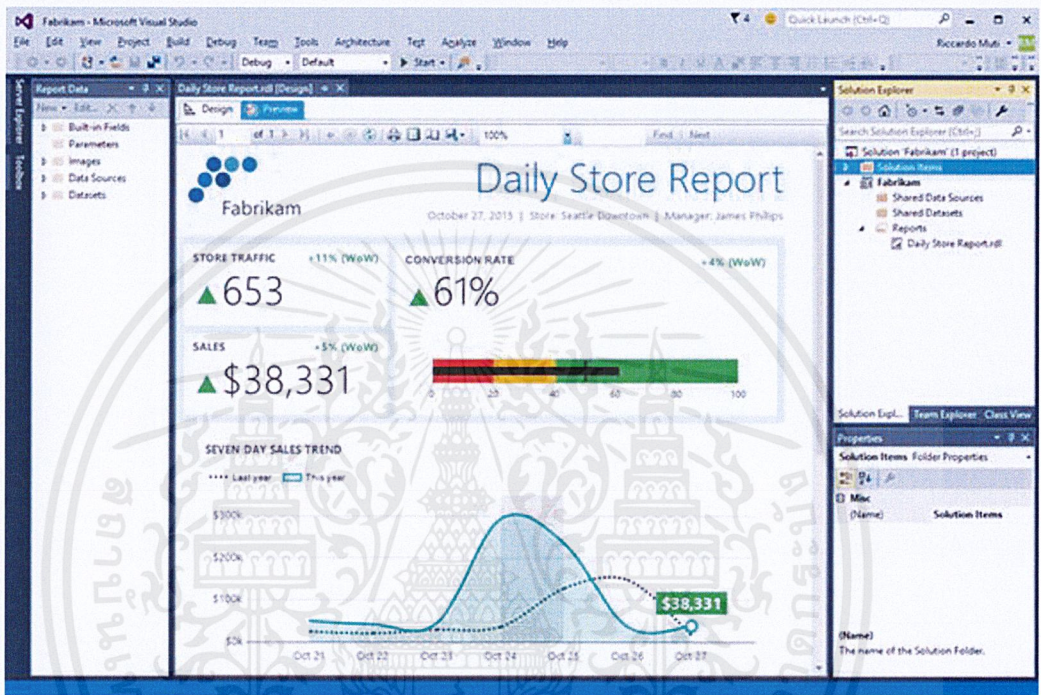 Fabrikam - Microsoft Visual Studio
4
Quick Launch (Ctrl+Q)
File Edit View Project Build Debug Team Tools Architecture Test Analyze Window Help
Riccardo Muti
Debug Default Start
Server Explorer
Toolbox
Report Data
New Edit...
Built-in Fields
Parameters
Images
Data Sources
Datasets
Daily Store Report.rdl [Design]
Design Preview
1 of 1 100% Find Next
Fabrikam
Daily Store Report
October 27, 2015 | Store: Seattle Downtown | Manager: James Phillips
STORE TRAFFIC +11% (WoW)
653
CONVERSION RATE +4% (WoW)
61%
SALES +5% (WoW)
$38,331
0 20 40 60 80 100
SEVEN DAY SALES TREND
Last year This year
$300k
$200k
$100k
$0k
$38,331
Oct 21 Oct 22 Oct 23 Oct 24 Oct 25 Oct 26 Oct 27
Solution Explorer
Search Solution Explorer (Ctrl+;)
Solution 'Fabrikam' (1 project)
Solution Items
Fabrikam
Shared Data Sources
Shared Datasets
Reports
Daily Store Report.rdl
Solution Expl... Team Explorer Class View
Properties
Solution Items Folder Properties
Misc
(Name) Solution Items
(Name)
The name of the Solution Folder.